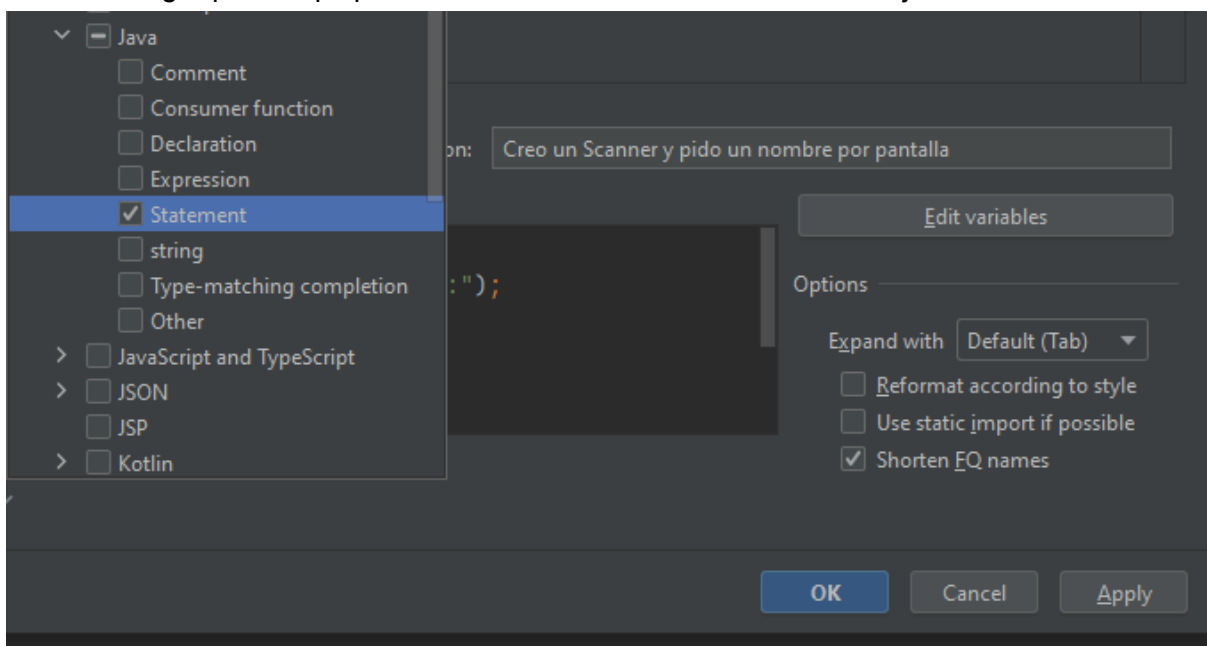 Java
Comment
Consumer function
Declaration
on: Creo un Scanner y pido un nombre por pantalla
Expression
Statement
Edit variables
string
Type-matching completion
:");
Options
Other
Expand with Default (Tab)
JavaScript and TypeScript
Reformat according to style
JSON
Use static import if possible
JSP
Kotlin
Shorten FQ names
OK Cancel Apply